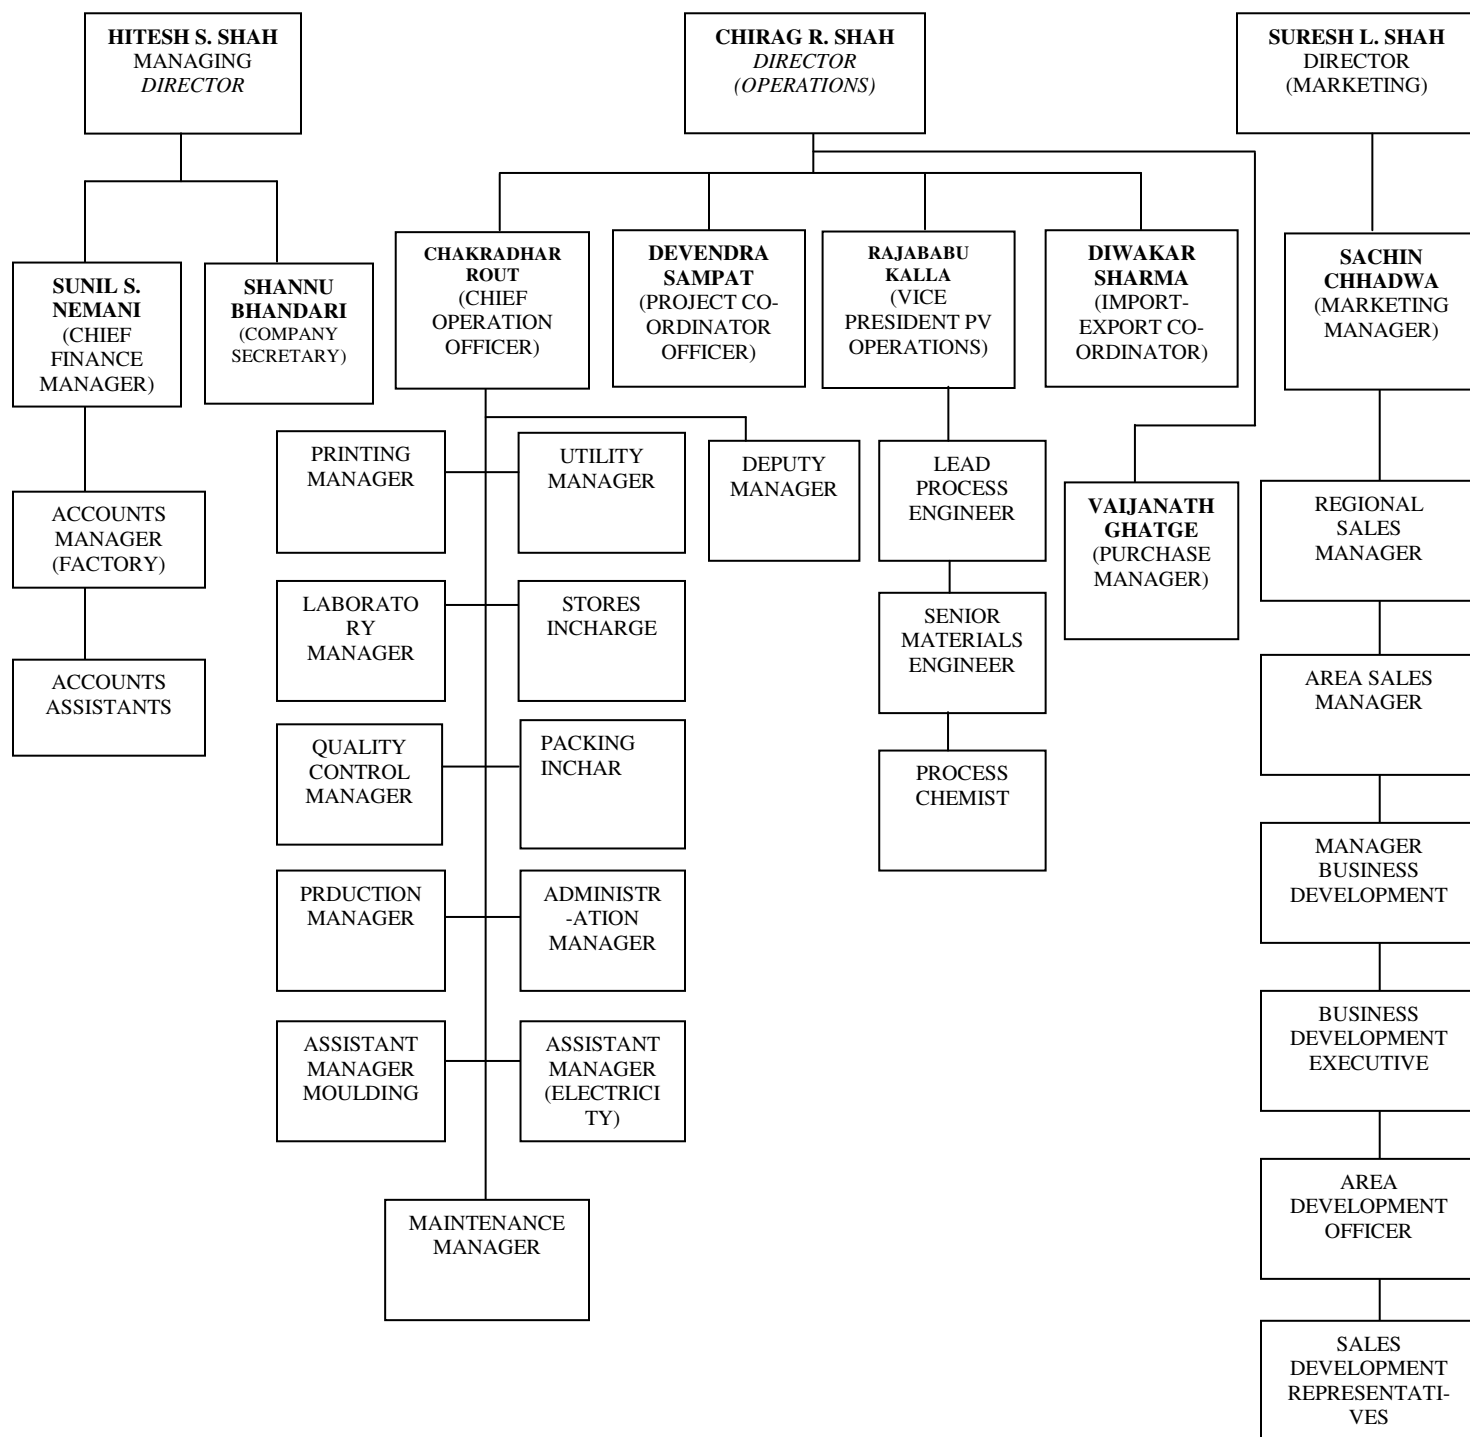 HITESH S. SHAH
MANAGING
DIRECTOR
CHIRAG R. SHAH
DIRECTOR
(OPERATIONS)
SURESH L. SHAH
DIRECTOR
(MARKETING)
SUNIL S.
NEMANI
(CHIEF
FINANCE
MANAGER)
SHANNU
BHANDARI
(COMPANY
SECRETARY)
CHAKRADHAR
ROUT
(CHIEF
OPERATION
OFFICER)
DEVENDRA
SAMPAT
(PROJECT CO-
ORDINATOR
OFFICER)
RAJABABU
KALLA
(VICE
PRESIDENT PV
OPERATIONS)
DIWAKAR
SHARMA
(IMPORT-
EXPORT CO-
ORDINATOR)
SACHIN
CHHADWA
(MARKETING
MANAGER)
PRINTING
MANAGER
UTILITY
MANAGER
DEPUTY
MANAGER
LEAD
PROCESS
ENGINEER
VAIJANATH
GHATGE
(PURCHASE
MANAGER)
REGIONAL
SALES
MANAGER
ACCOUNTS
MANAGER
(FACTORY)
LABORATO
RY
MANAGER
STORES
INCHARGE
SENIOR
MATERIALS
ENGINEER
AREA SALES
MANAGER
ACCOUNTS
ASSISTANTS
QUALITY
CONTROL
MANAGER
PACKING
INCHAR
PROCESS
CHEMIST
MANAGER
BUSINESS
DEVELOPMENT
PRDUCTION
MANAGER
ADMINISTR
-ATION
MANAGER
BUSINESS
DEVELOPMENT
EXECUTIVE
ASSISTANT
MANAGER
MOULDING
ASSISTANT
MANAGER
(ELECTRICI
TY)
AREA
DEVELOPMENT
OFFICER
MAINTENANCE
MANAGER
SALES
DEVELOPMENT
REPRESENTATI-
VES